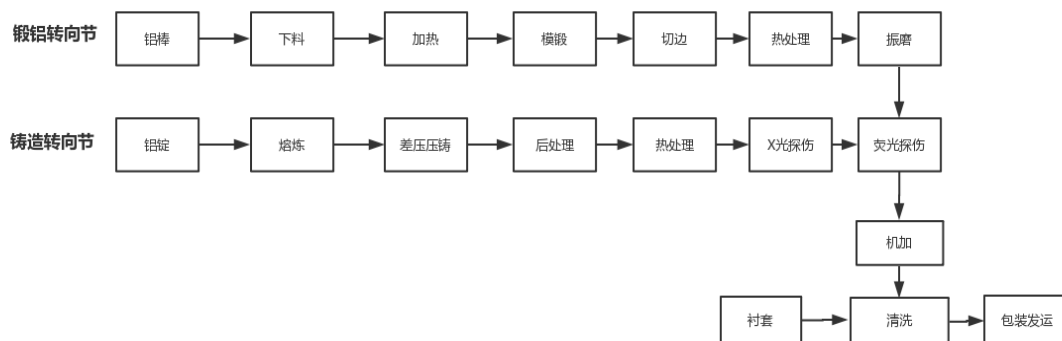 锻铝转向节
铝棒
下料
加热
模锻
切边
热处理
振磨
铸造转向节
铝锭
熔炼
差压压铸
后处理
热处理
X光探伤
荧光探伤
机加
衬套
清洗
包装发运